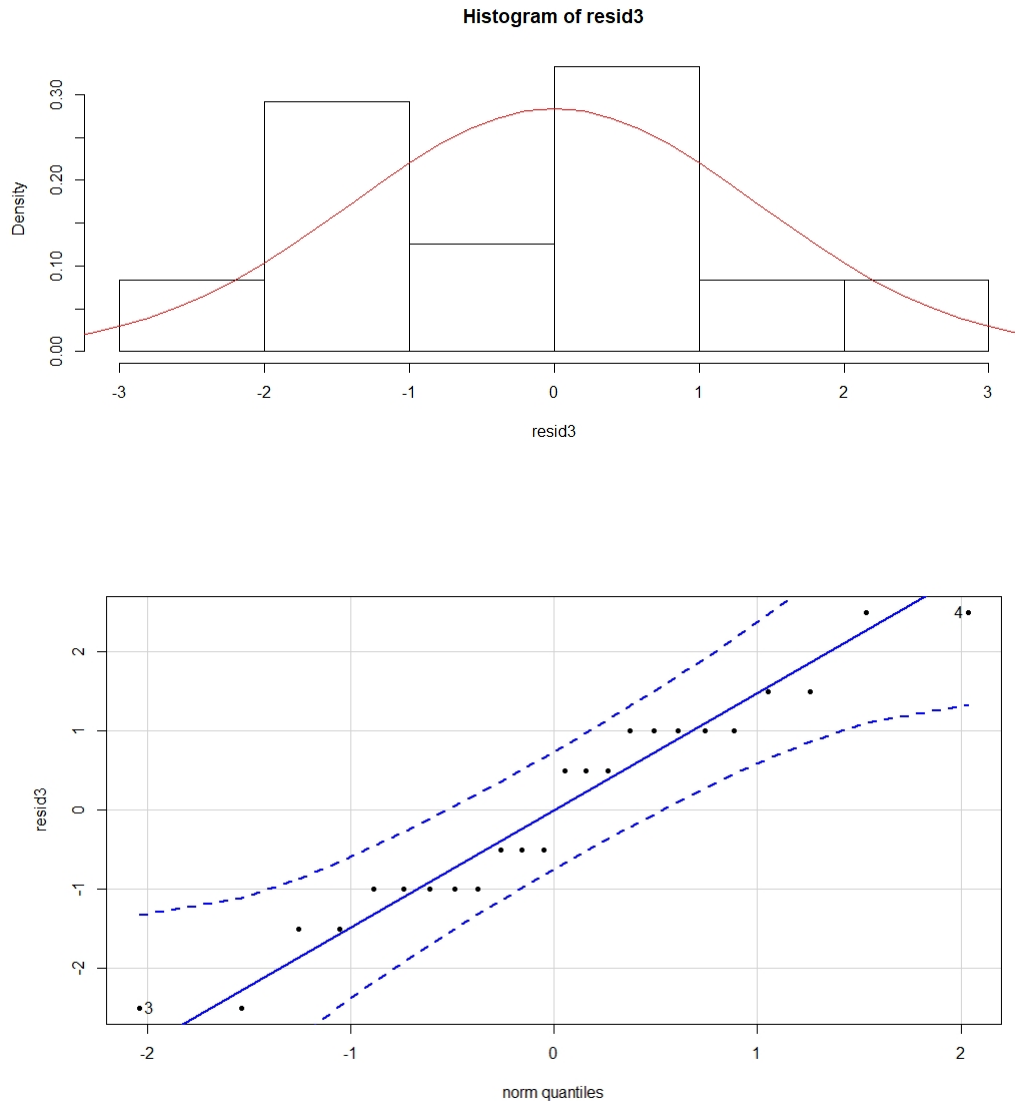 Histogram of resid3
Density
0.30
0.20
0.10
0.00
-3 -2 -1 0 1 2 3
resid3
resid3
2
1
0
-1
-2
4
3
-2 -1 0 1 2
norm quantiles